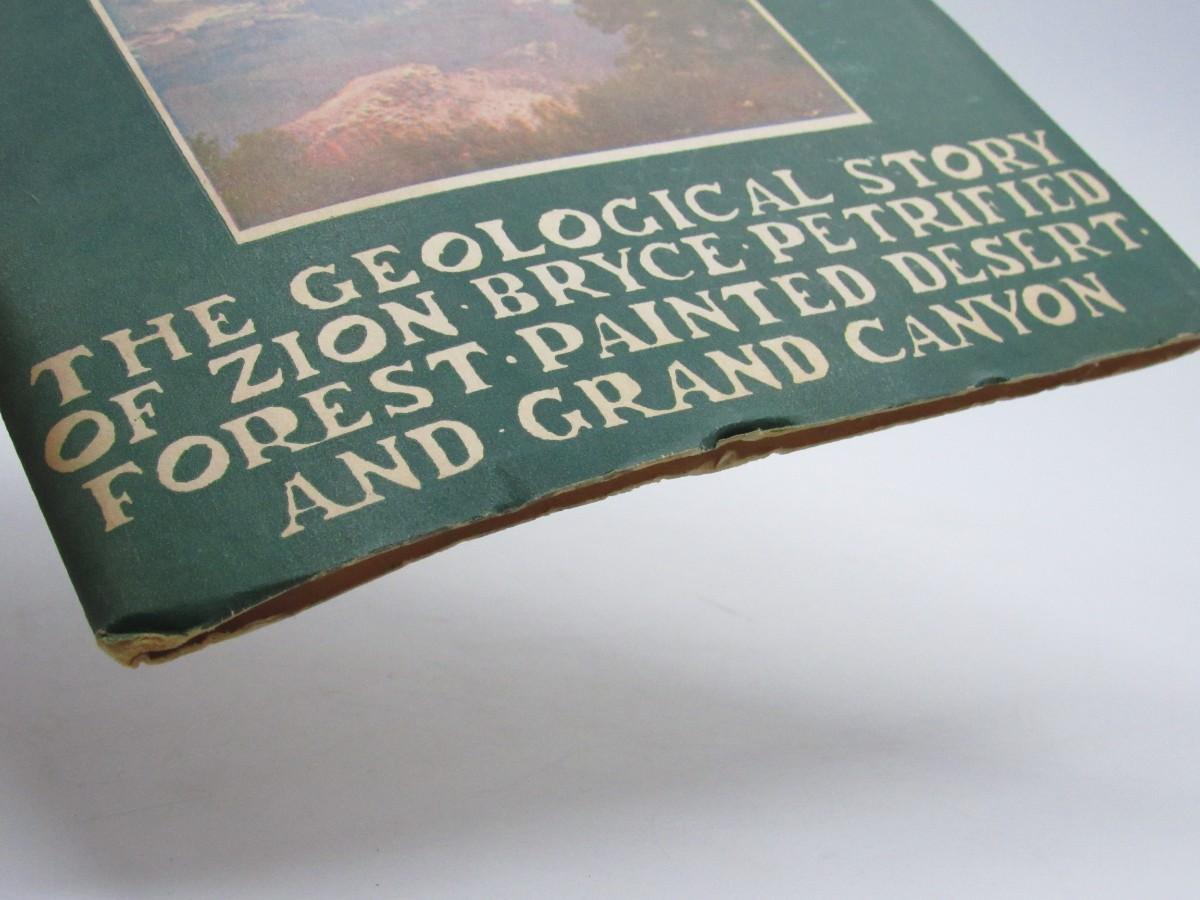 THE GEOLOGICAL STORY
OF ZION·BRYCE·PETRIFIED
FOREST·PAINTED DESERT·
AND·GRAND CANYON